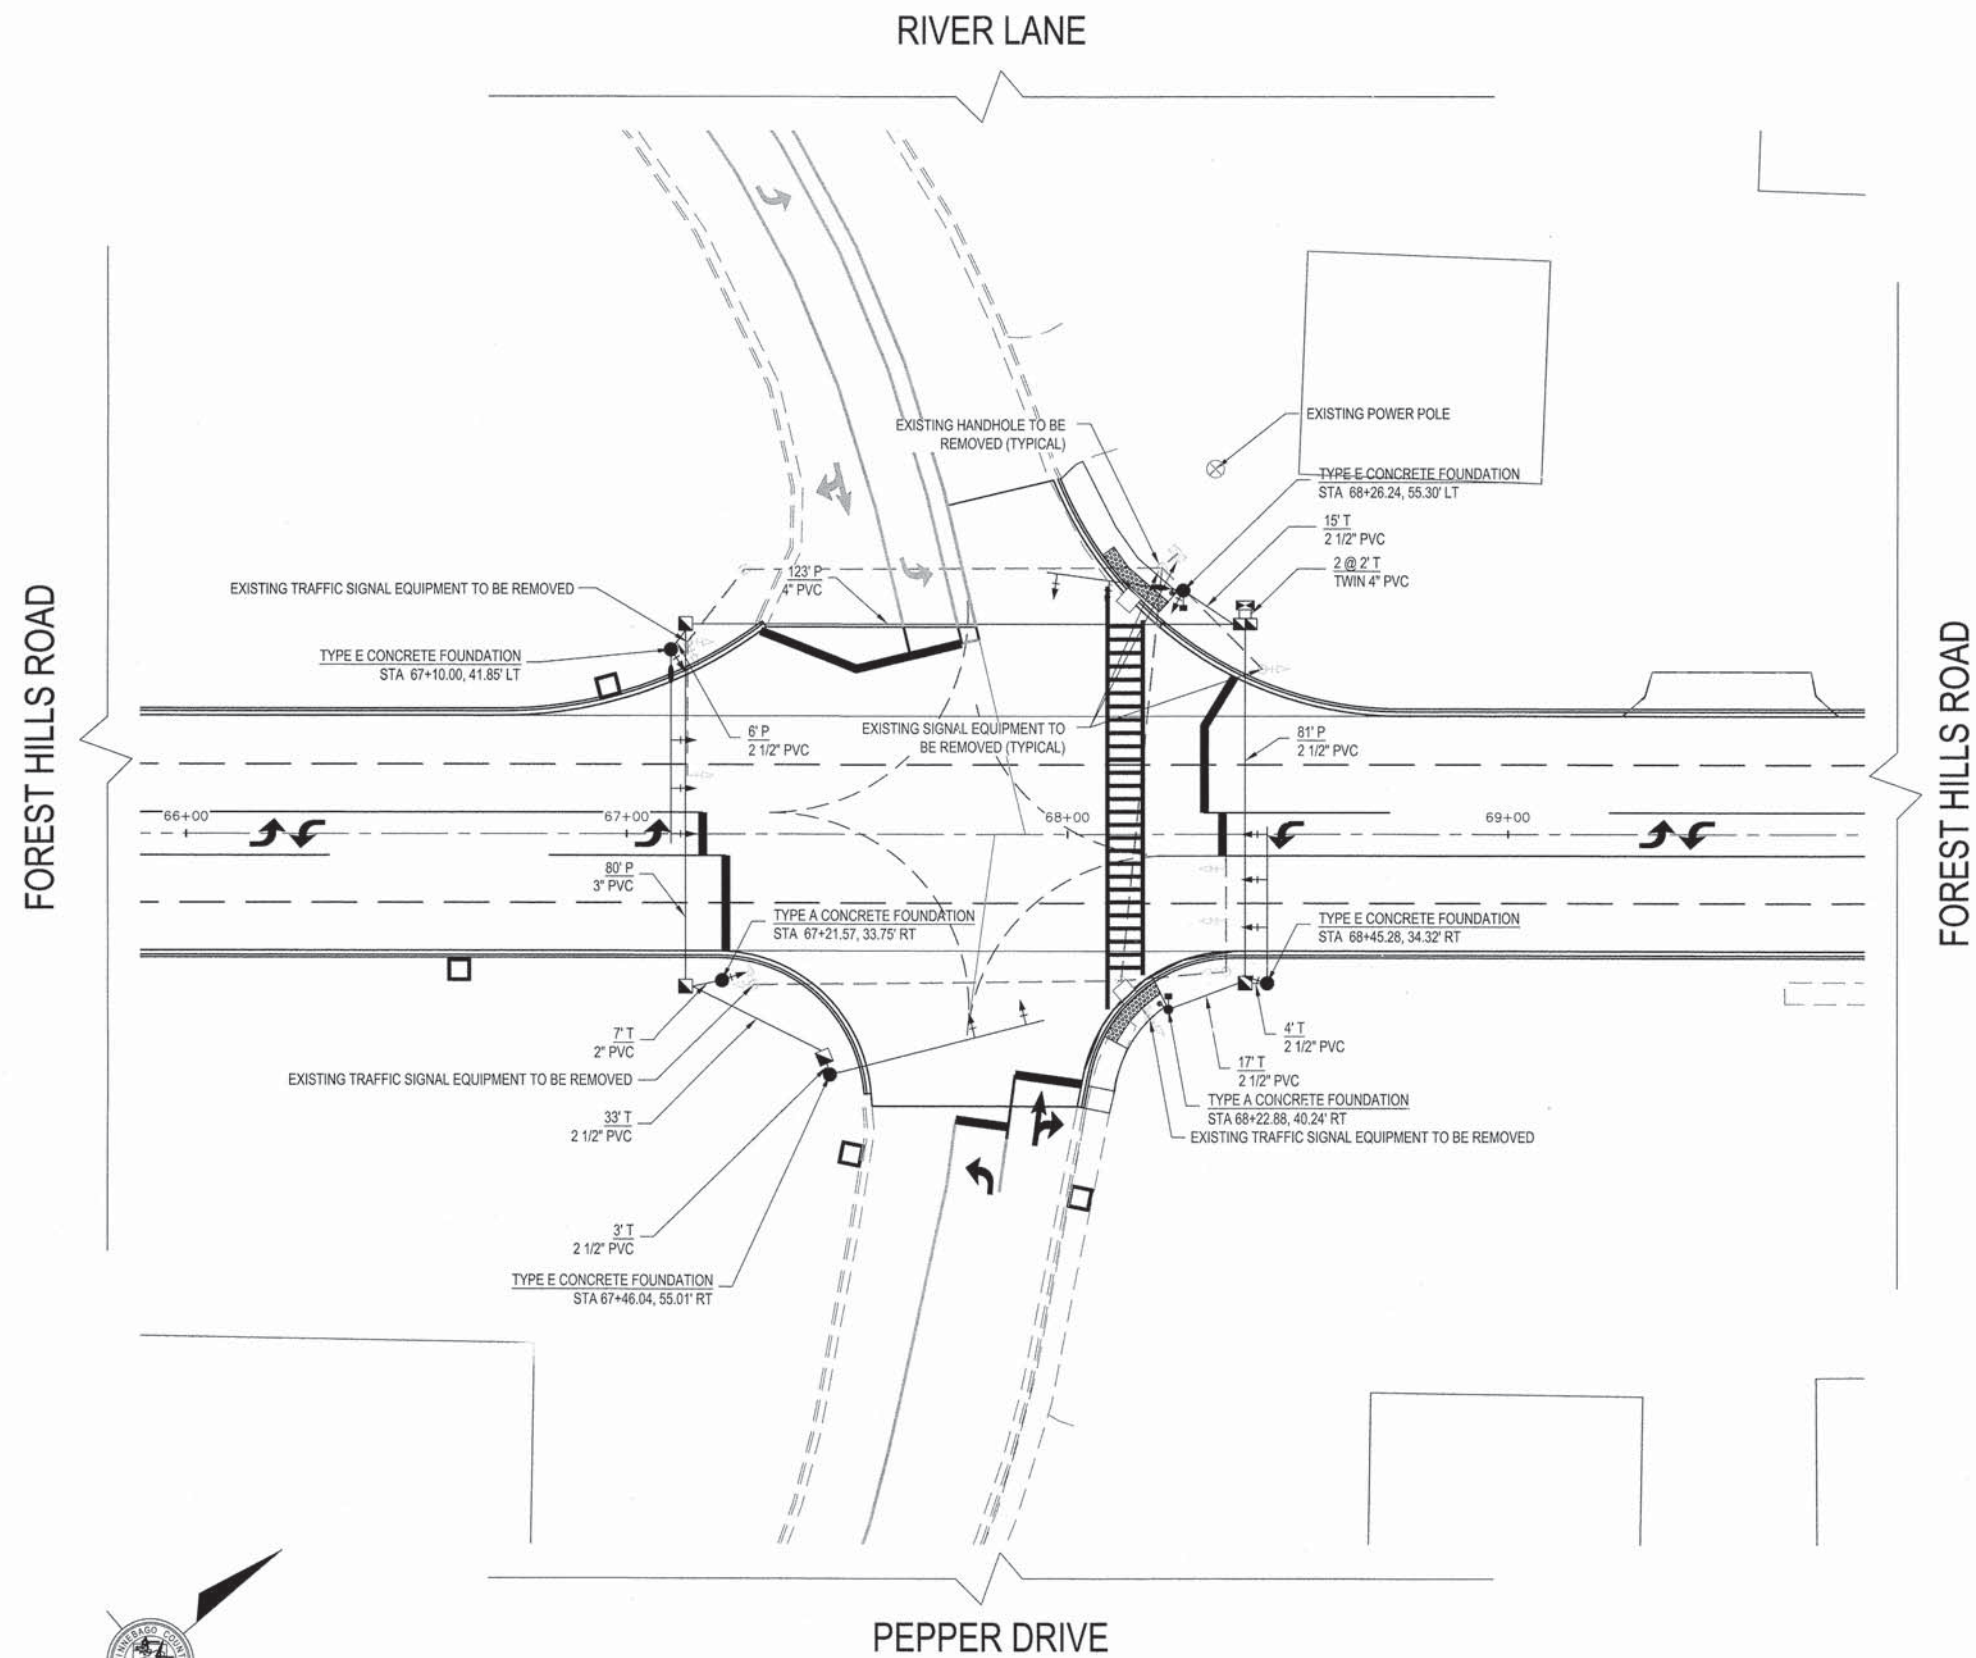 RIVER LANE
EXISTING POWER POLE
EXISTING HANDHOLE TO BE
REMOVED (TYPICAL)
TYPE E CONCRETE FOUNDATION
STA 68+26.24, 55.30' LT
15' T
2 1/2" PVC
2 @ 2' T
TWIN 4" PVC
123' P
4" PVC
EXISTING TRAFFIC SIGNAL EQUIPMENT TO BE REMOVED
TYPE E CONCRETE FOUNDATION
STA 67+10.00, 41.85' LT
FOREST HILLS ROAD
FOREST HILLS ROAD
6' P
2 1/2" PVC
EXISTING SIGNAL EQUIPMENT TO
BE REMOVED (TYPICAL)
81' P
2 1/2" PVC
66+00
67+00
68+00
69+00
80' P
3" PVC
TYPE A CONCRETE FOUNDATION
STA 67+21.57, 33.75' RT
TYPE E CONCRETE FOUNDATION
STA 68+45.28, 34.32' RT
7' T
2" PVC
4' T
2 1/2" PVC
17' T
2 1/2" PVC
EXISTING TRAFFIC SIGNAL EQUIPMENT TO BE REMOVED
TYPE A CONCRETE FOUNDATION
STA 68+22.88, 40.24' RT
EXISTING TRAFFIC SIGNAL EQUIPMENT TO BE REMOVED
33' T
2 1/2" PVC
3' T
2 1/2" PVC
TYPE E CONCRETE FOUNDATION
STA 67+46.04, 55.01' RT
PEPPER DRIVE